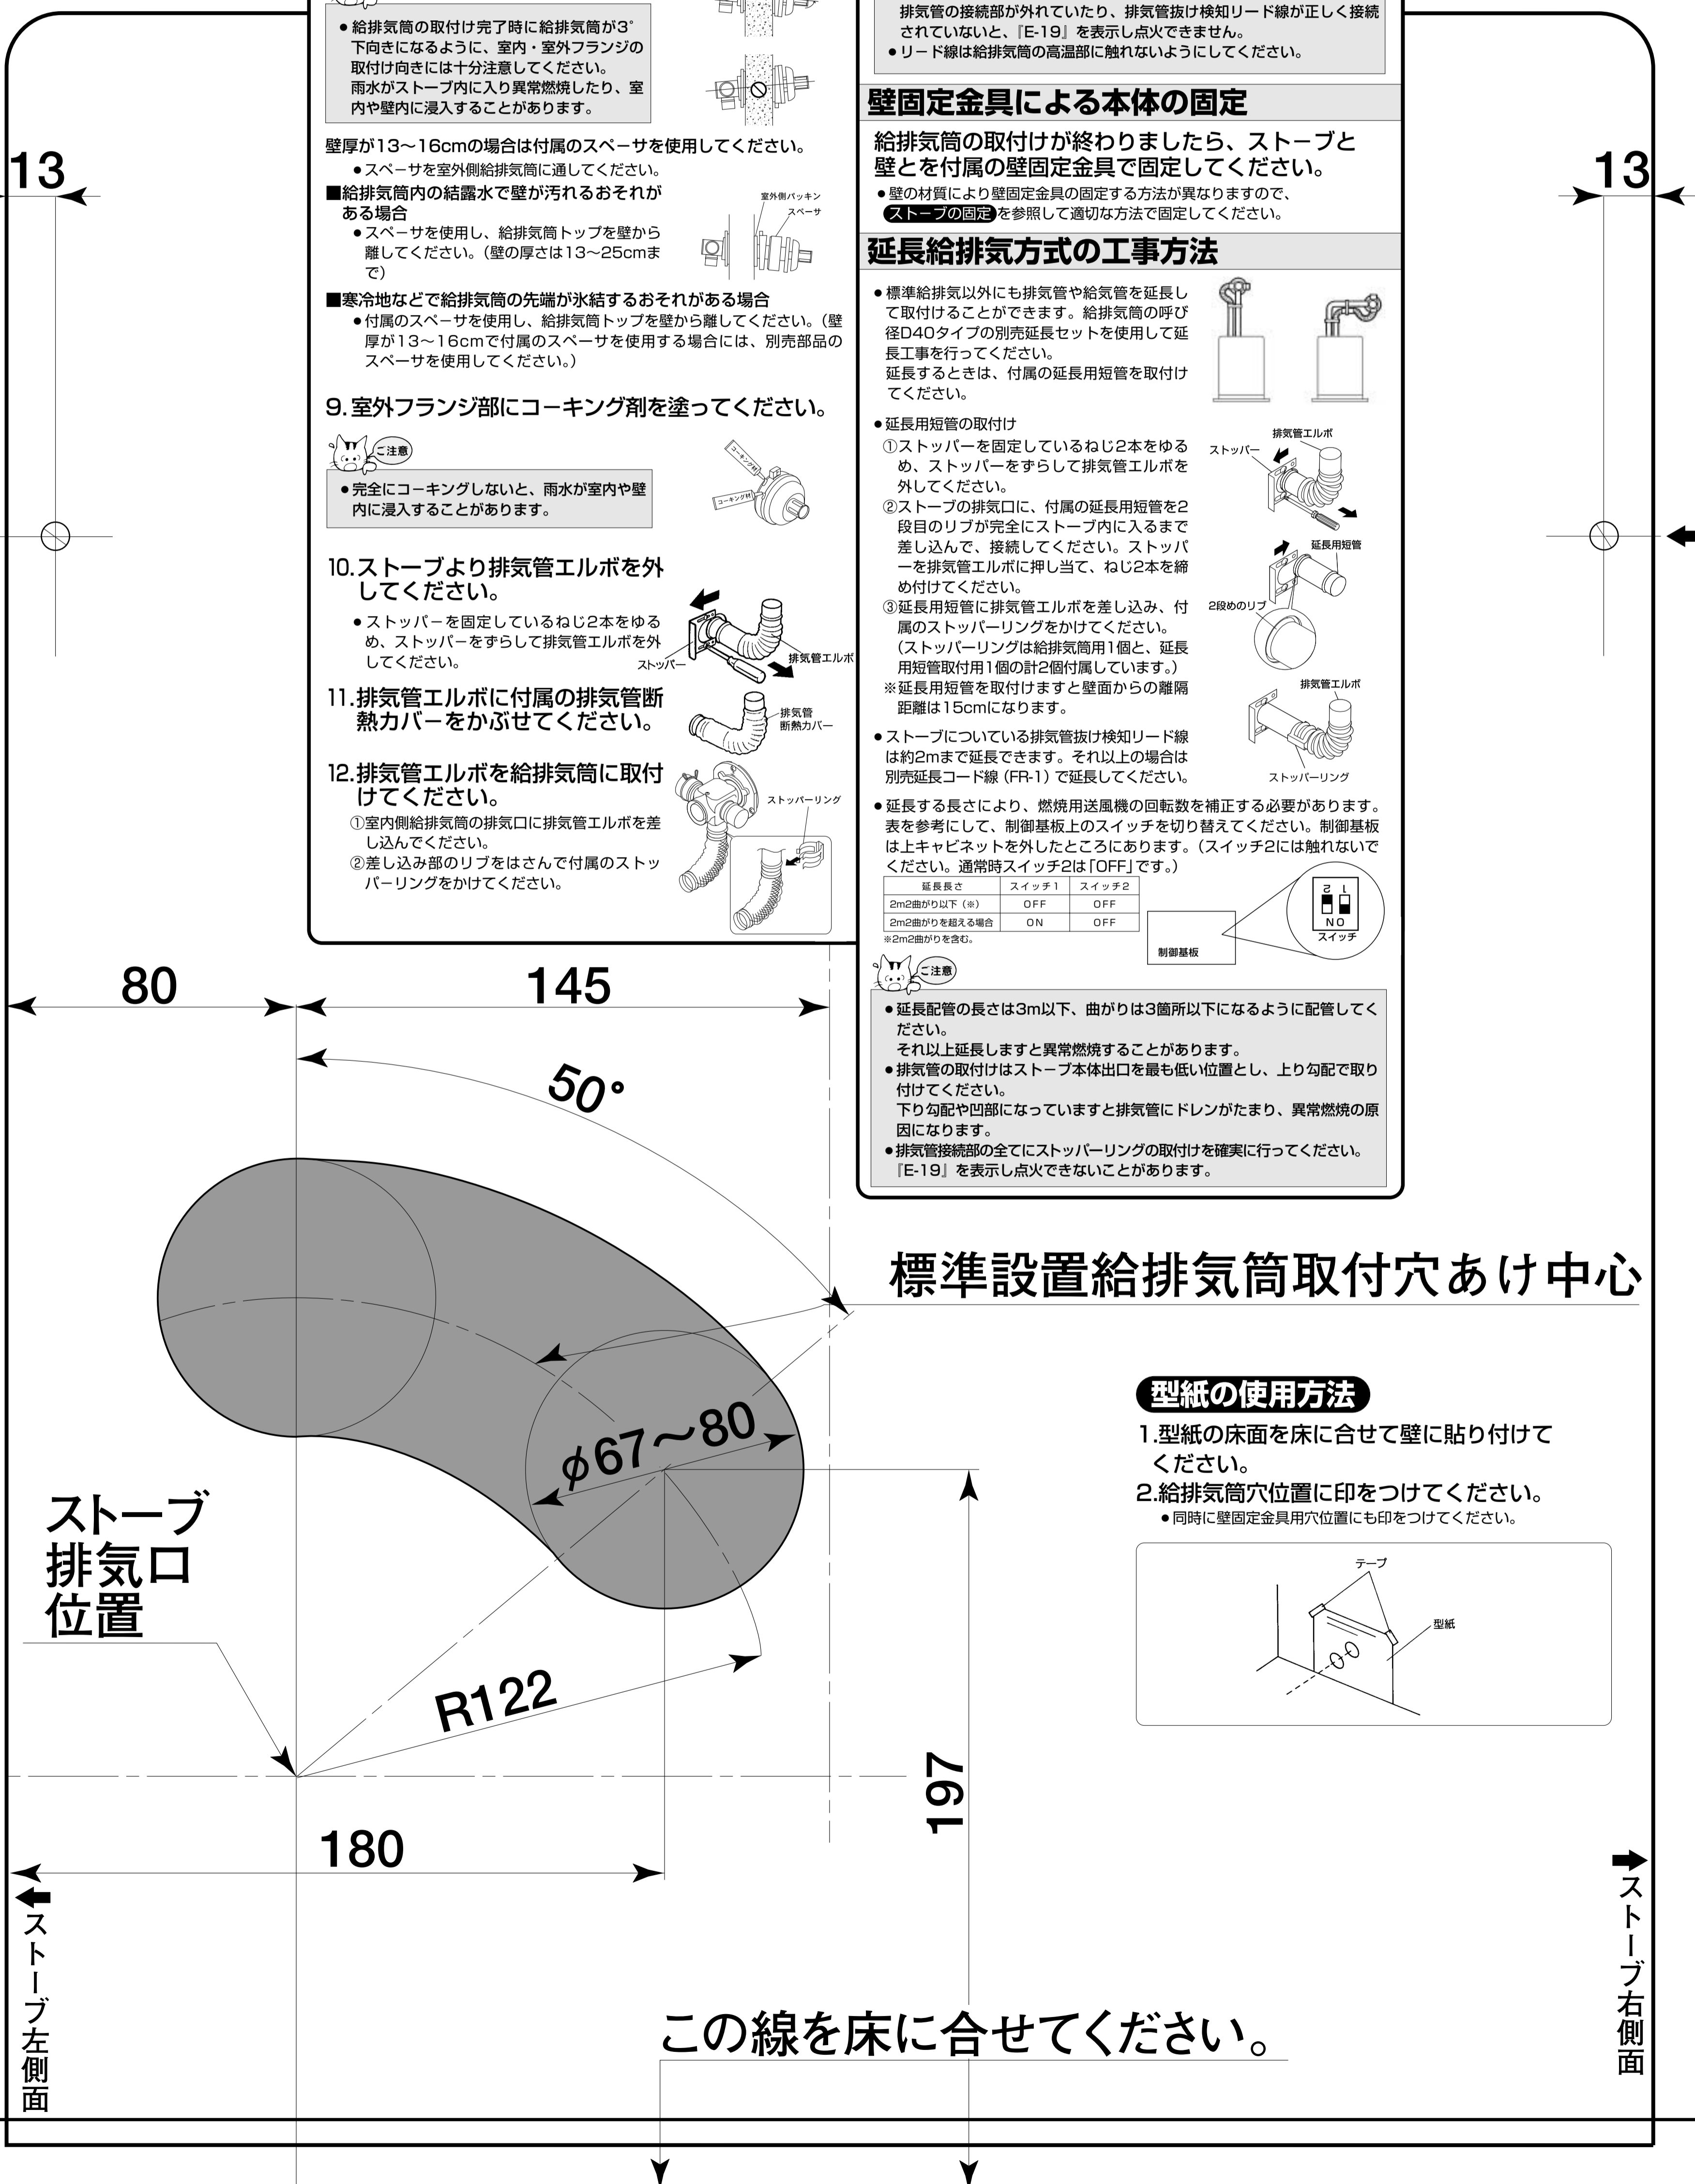 ●給排気筒の取付け完了時に給排気筒が3°
下向きになるように、室内・室外フランジの
取付け向きには十分注意してください。
雨水がストーブ内に入り異常燃焼したり、室
内や壁内に浸入することがあります。
壁厚が13～16cmの場合は付属のスペーサを使用してください。
●スペーサを室外側給排気筒に通してください。
■給排気筒内の結露水で壁が汚れるおそれが
ある場合
●スペーサを使用し、給排気筒トップを壁から
離してください。（壁の厚さは13～25cmま
で）
室外側パッキン
スペーサ
■寒冷地などで給排気筒の先端が氷結するおそれがある場合
●付属のスペーサを使用し、給排気筒トップを壁から離してください。（壁
厚が13～16cmで付属のスペーサを使用する場合には、別売部品の
スペーサを使用してください。）
9.室外フランジ部にコーキング剤を塗ってください。
ご注意
●完全にコーキングしないと、雨水が室内や壁
内に浸入することがあります。
コーキング材
コーキング材
10.ストーブより排気管エルボを外
してください。
●ストッパーを固定しているねじ2本をゆる
め、ストッパーをずらして排気管エルボを外
してください。
ストッパー
排気管エルボ
11.排気管エルボに付属の排気管断
熱カバーをかぶせてください。
排気管
断熱カバー
12.排気管エルボを給排気筒に取付
けてください。
①室内側給排気筒の排気口に排気管エルボを差
し込んでください。
②差し込み部のリブをはさんで付属のストッ
パーリングをかけてください。
ストッパーリング
排気管の接続部が外れていたり、排気管抜け検知リード線が正しく接続
されていないと、『E-19』を表示し点火できません。
●リード線は給排気筒の高温部に触れないようにしてください。
壁固定金具による本体の固定
給排気筒の取付けが終わりましたら、ストーブと
壁とを付属の壁固定金具で固定してください。
●壁の材質により壁固定金具の固定する方法が異なりますので、
ストーブの固定を参照して適切な方法で固定してください。
延長給排気方式の工事方法
●標準給排気以外にも排気管や給気管を延長し
て取付けることができます。給排気筒の呼び
径D40タイプの別売延長セットを使用して延
長工事を行ってください。
延長するときは、付属の延長用短管を取付け
てください。
●延長用短管の取付け
①ストッパーを固定しているねじ2本をゆる
め、ストッパーをずらして排気管エルボを
外してください。
②ストーブの排気口に、付属の延長用短管を2
段目のリブが完全にストーブ内に入るまで
差し込んで、接続してください。ストッパ
ーを排気管エルボに押し当て、ねじ2本を締
め付けてください。
③延長用短管に排気管エルボを差し込み、付
属のストッパーリングをかけてください。
（ストッパーリングは給排気筒用1個と、延長
用短管取付用1個の計2個付属しています。）
※延長用短管を取付けますと壁面からの離隔
距離は15cmになります。
排気管エルボ
ストッパー
延長用短管
2段めのリブ
排気管エルボ
ストッパーリング
●ストーブについている排気管抜け検知リード線
は約2mまで延長できます。それ以上の場合は
別売延長コード線（FR-1）で延長してください。
●延長する長さにより、燃焼用送風機の回転数を補正する必要があります。
表を参考にして、制御基板上のスイッチを切り替えてください。制御基板
は上キャビネットを外したところにあります。（スイッチ2には触れないで
ください。通常時スイッチ2は「OFF」です。）
延長長さ スイッチ1 スイッチ2
2m2曲がり以下（※） OFF OFF
2m2曲がりを超える場合 ON OFF
※2m2曲がりを含む。
制御基板
1 2
ON
スイッチ
ご注意
●延長配管の長さは3m以下、曲がりは3箇所以下になるように配管してく
ださい。
それ以上延長しますと異常燃焼することがあります。
●排気管の取付けはストーブ本体出口を最も低い位置とし、上り勾配で取り
付けてください。
下り勾配や凹部になっていますと排気管にドレンがたまり、異常燃焼の原
因になります。
●排気管接続部の全てにストッパーリングの取付けを確実に行ってください。
『E-19』を表示し点火できないことがあります。
13
13
80
145
50°
標準設置給排気筒取付穴あけ中心
φ67～80
ストーブ
排気口
位置
R122
180
197
型紙の使用方法
1.型紙の床面を床に合せて壁に貼り付けて
ください。
2.給排気筒穴位置に印をつけてください。
●同時に壁固定金具用穴位置にも印をつけてください。
テープ
型紙
ストーブ左側面
ストーブ右側面
この線を床に合せてください。